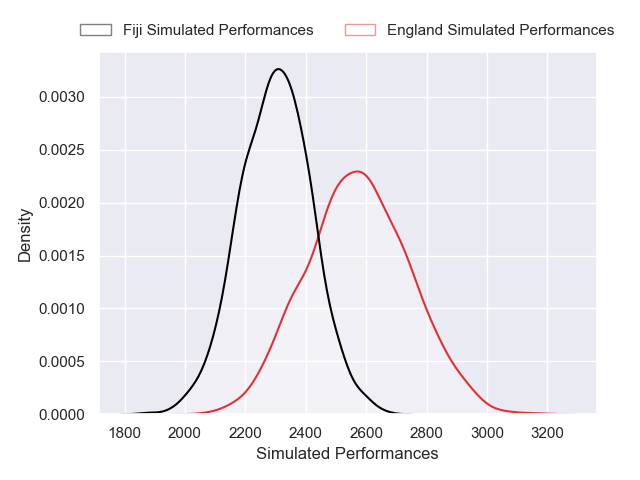 Fiji Simulated Performances England Simulated Performances
0.0030
0.0025
0.0020
0.0015
0.0010
0.0005
0.0000
Density
1800 2000 2200 2400 2600 2800 3000 3200
Simulated Performances